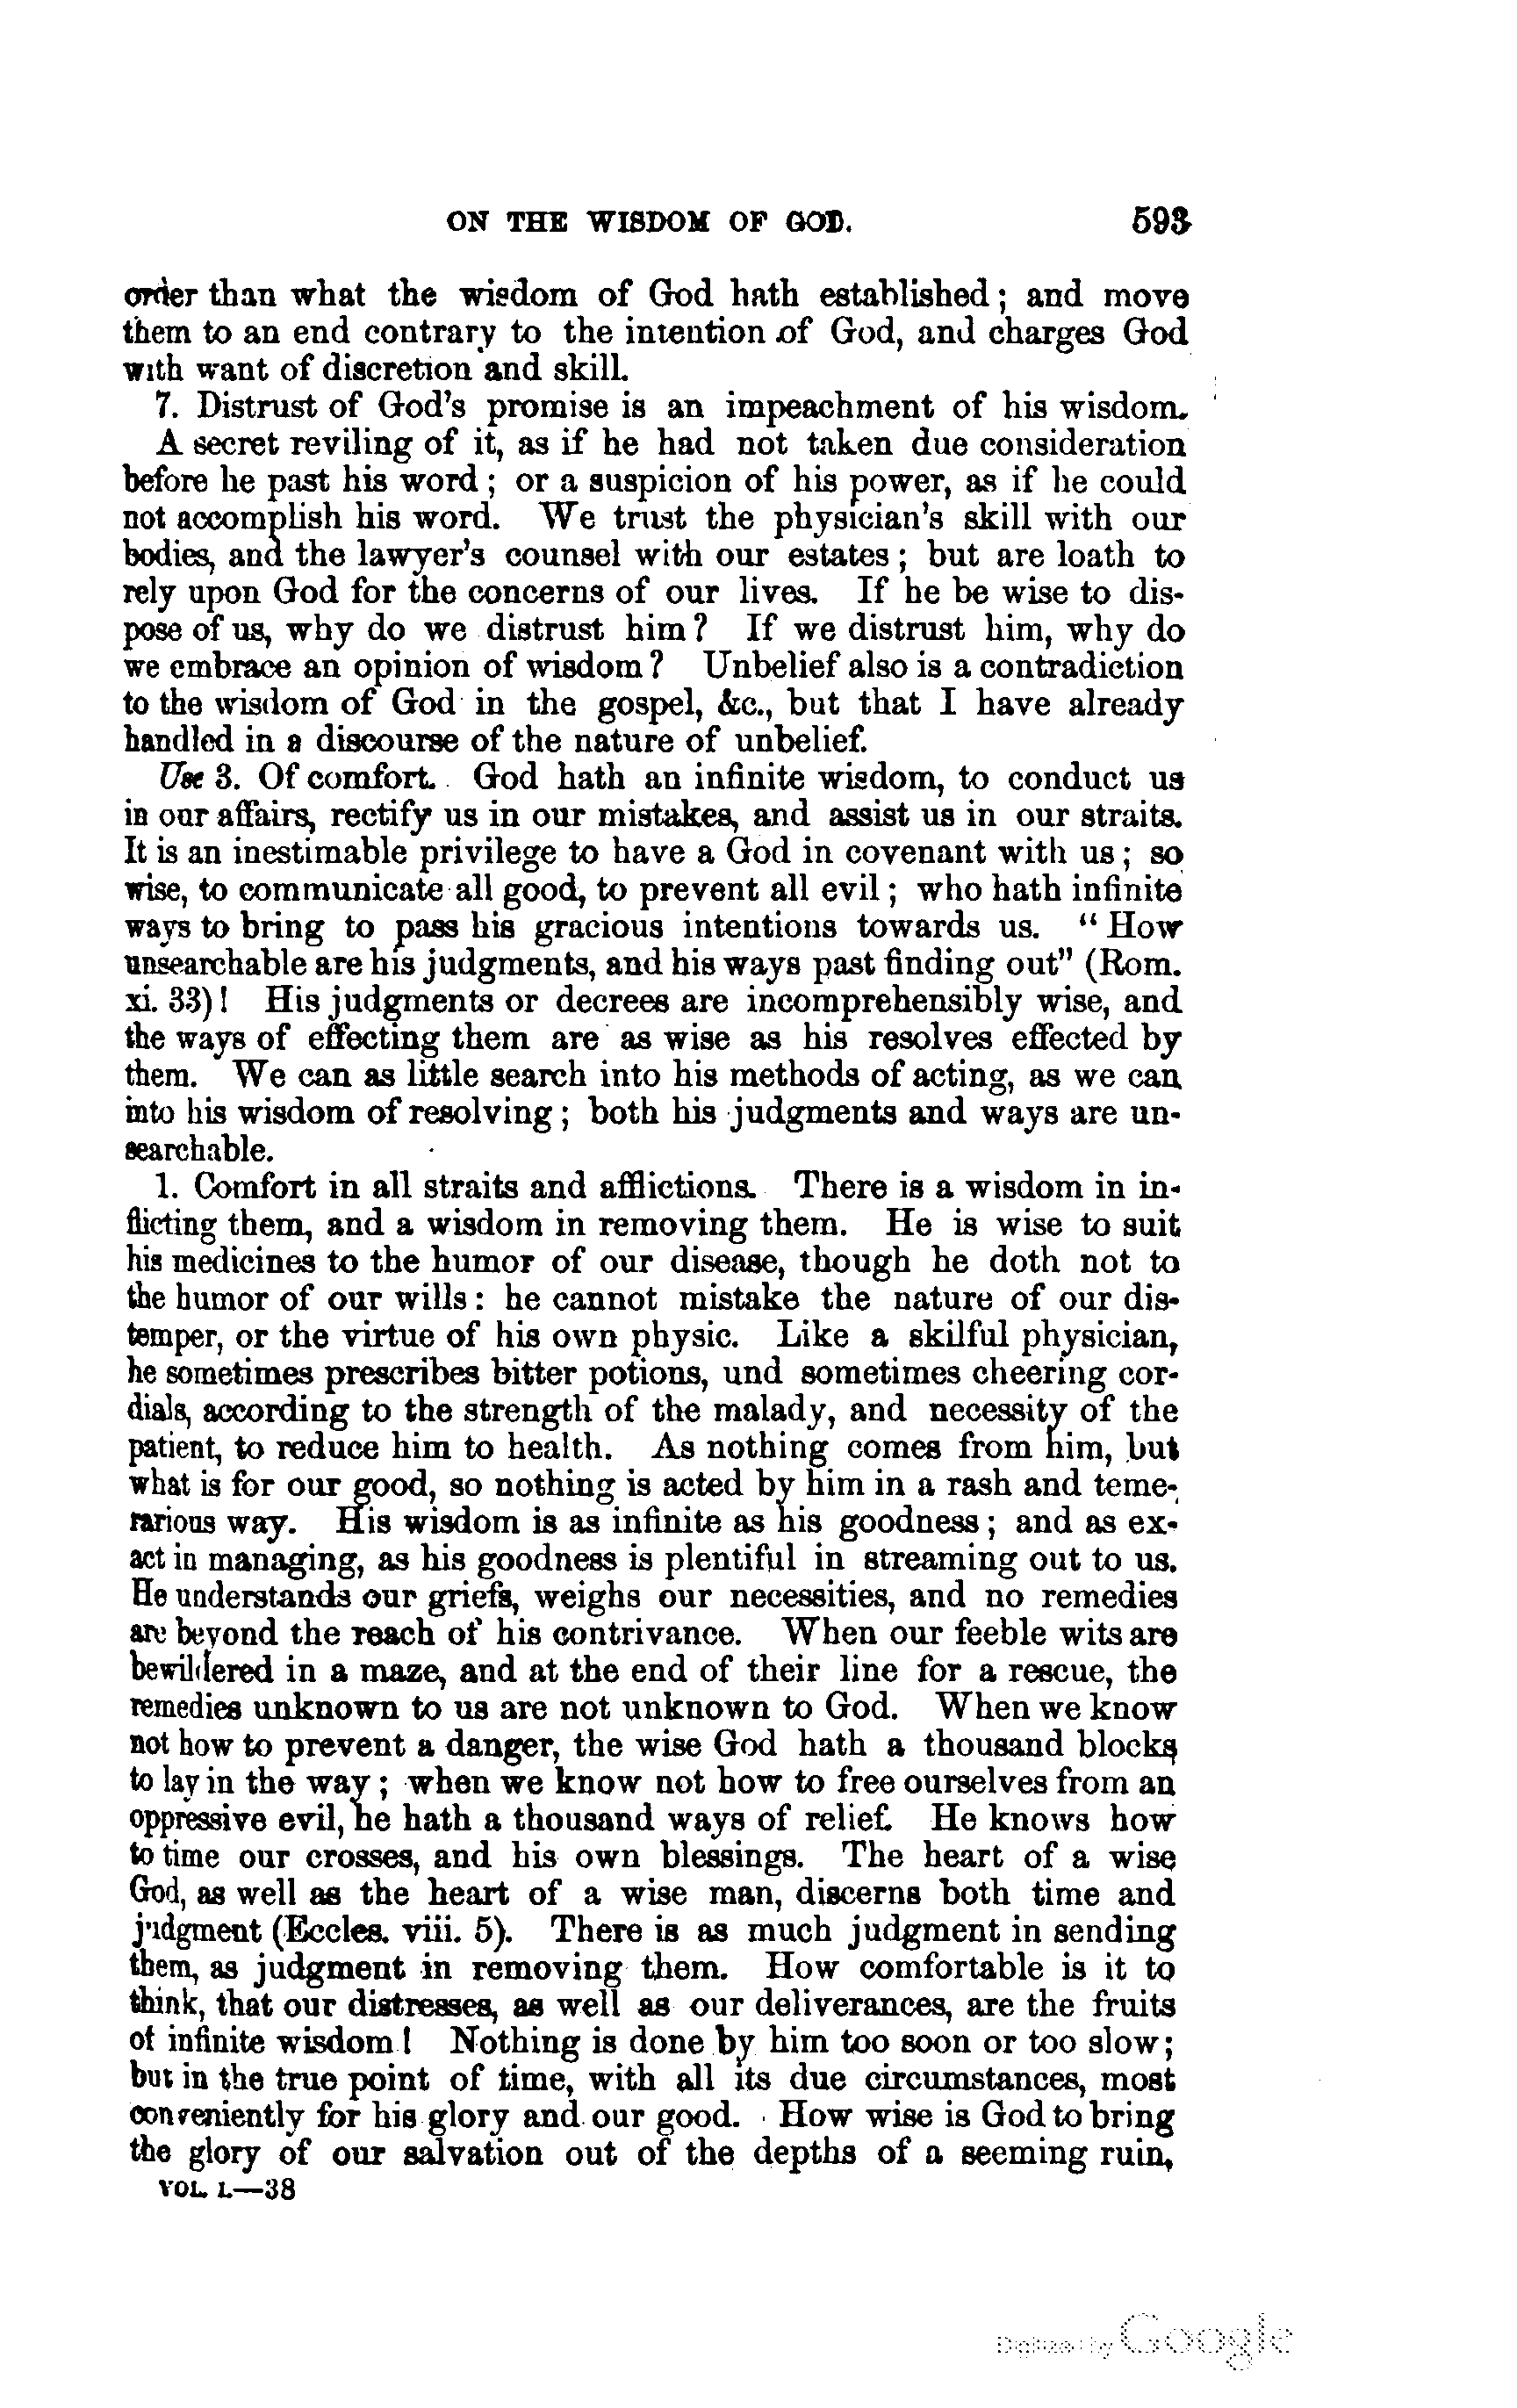 ON THE WISDOM OF GOD. 593
order than what the wisdom of God hath established; and move
them to an end contrary to the intention of God, and charges God
with want of discretion and skill.
7. Distrust of God's promise is an impeachment of his wisdom.
A secret reviling of it, as if he had not taken due consideration
before he past his word; or a suspicion of his power, as if he could
not accomplish his word. We trust the physician's skill with our
bodies, and the lawyer's counsel with our estates; but are loath to
rely upon God for the concerns of our lives. If he be wise to dis-
pose of us, why do we distrust him? If we distrust him, why do
we embrace an opinion of wisdom? Unbelief also is a contradiction
to the wisdom of God in the gospel, &c., but that I have already
handled in a discourse of the nature of unbelief.
Use 3. Of comfort. God hath an infinite wisdom, to conduct us
in our affairs, rectify us in our mistakes, and assist us in our straits.
It is an inestimable privilege to have a God in covenant with us; so
wise, to communicate all good, to prevent all evil; who hath infinite
ways to bring to pass his gracious intentions towards us. "How
unsearchable are his judgments, and his ways past finding out" (Rom.
xi. 33)! His judgments or decrees are incomprehensibly wise, and
the ways of effecting them are as wise as his resolves effected by
them. We can as little search into his methods of acting, as we can
into his wisdom of resolving; both his judgments and ways are un-
searchable.
1. Comfort in all straits and afflictions. There is a wisdom in in-
flicting them, and a wisdom in removing them. He is wise to suit
his medicines to the humor of our disease, though he doth not to
the humor of our wills: he cannot mistake the nature of our dis-
temper, or the virtue of his own physic. Like a skilful physician,
he sometimes prescribes bitter potions, und sometimes cheering cor-
dials, according to the strength of the malady, and necessity of the
patient, to reduce him to health. As nothing comes from him, but
what is for our good, so nothing is acted by him in a rash and teme-
rarious way. His wisdom is as infinite as his goodness; and as ex-
act in managing, as his goodness is plentiful in streaming out to us.
He understands our griefs, weighs our necessities, and no remedies
are beyond the reach of his contrivance. When our feeble wits are
bewildered in a maze, and at the end of their line for a rescue, the
remedies unknown to us are not unknown to God. When we know
not how to prevent a danger, the wise God hath a thousand blocks
to lay in the way; when we know not how to free ourselves from an
oppressive evil, he hath a thousand ways of relief. He knows how
to time our crosses, and his own blessings. The heart of a wise
God, as well as the heart of a wise man, discerns both time and
judgment (Eccles. viii. 5). There is as much judgment in sending
them, as judgment in removing them. How comfortable is it to
think, that our distresses, as well as our deliverances, are the fruits
of infinite wisdom! Nothing is done by him too soon or too slow;
but in the true point of time, with all its due circumstances, most
conveniently for his glory and our good. How wise is God to bring
the glory of our salvation out of the depths of a seeming ruin,
VOL. I.—38
Digitized by Google